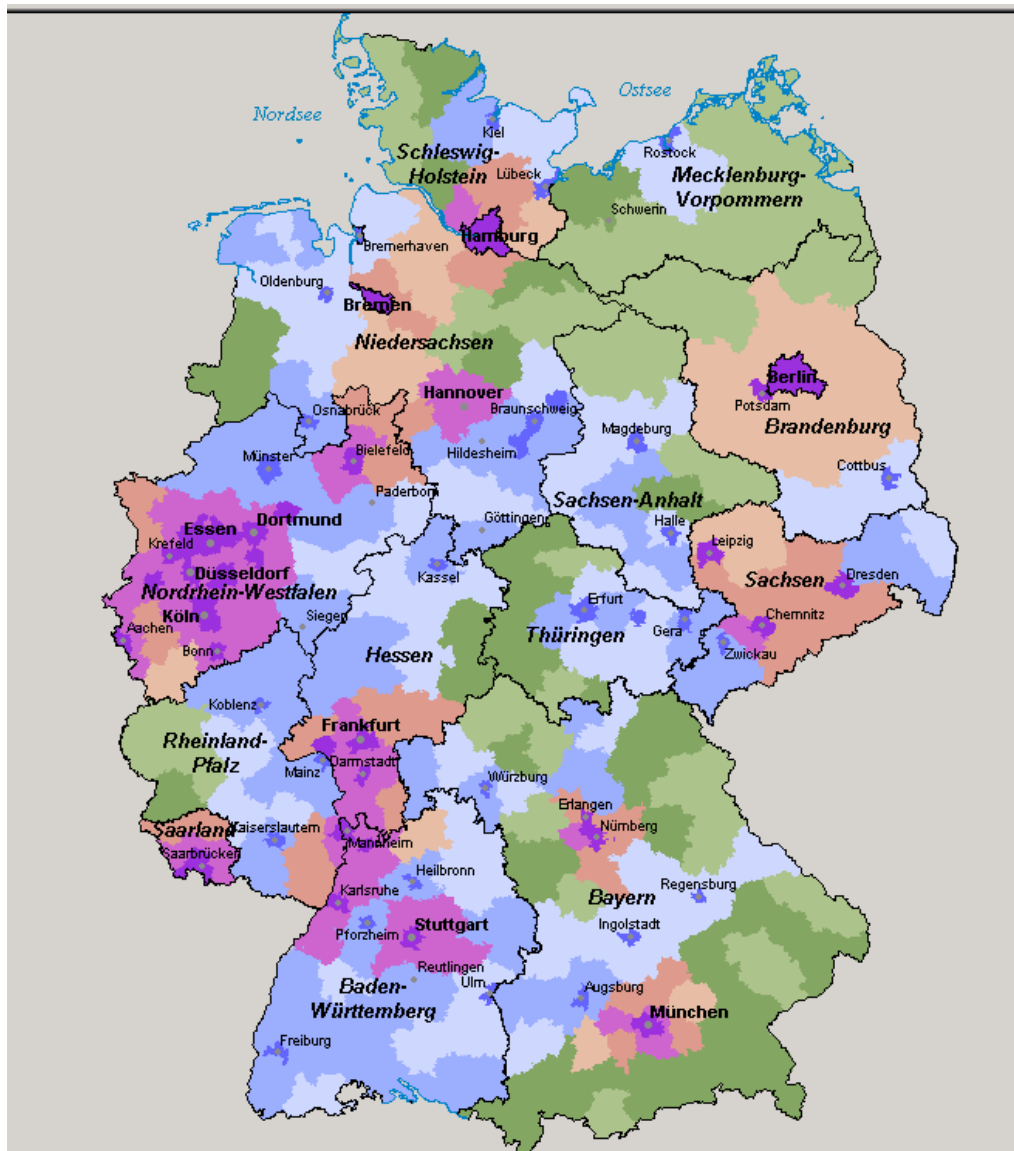 Ostsee
Nordsee
Kiel
Rostock
Schleswig-
Holstein
Lübeck
Mecklenburg-
Vorpommern
Schwerin
Hamburg
Bremerhaven
Oldenburg
Bremen
Niedersachsen
Berlin
Potsdam
Brandenburg
Hannover
Osnabrück
Braunschweig
Magdeburg
Münster
Bielefeld
Hildesheim
Cottbus
Paderborn
Sachsen-Anhalt
Essen
Dortmund
Göttingen
Halle
Krefeld
Leipzig
Düsseldorf
Kassel
Sachsen
Dresden
Nordrhein-Westfalen
Köln
Siegen
Erfurt
Aachen
Thüringen
Gera
Chemnitz
Bonn
Hessen
Zwickau
Koblenz
Frankfurt
Rheinland-
Pfalz
Mainz
Darmstadt
Würzburg
Erlangen
Nürnberg
Saarland
Kaiserslautern
Mannheim
Saarbrücken
Heilbronn
Regensburg
Karlsruhe
Bayern
Pforzheim
Stuttgart
Ingolstadt
Reutlingen
Ulm
Baden-
Württemberg
Augsburg
München
Freiburg